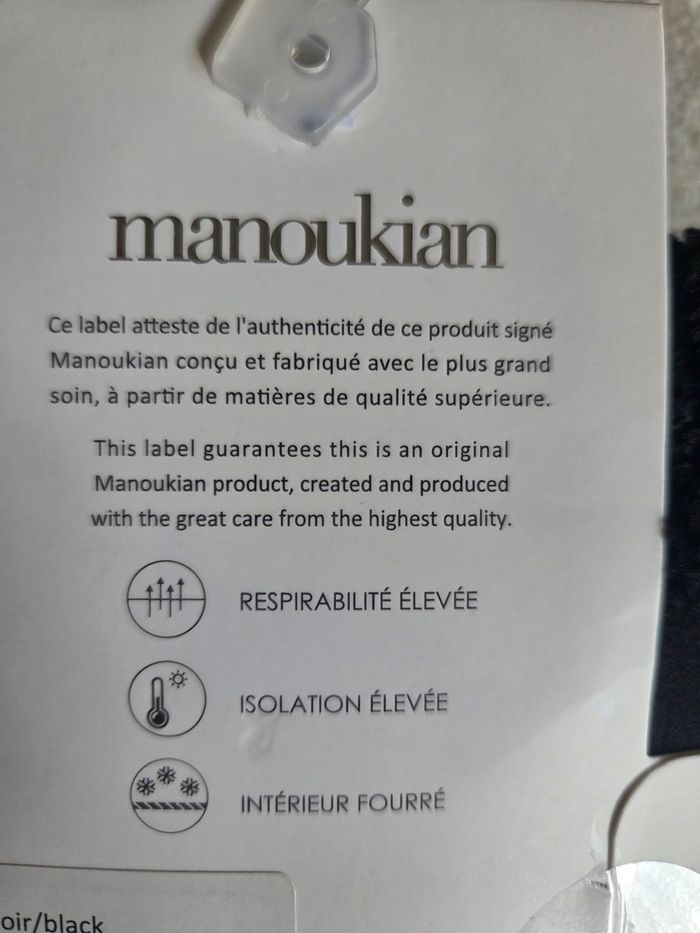 manoukian
Ce label atteste de l'authenticité de ce produit signé
Manoukian conçu et fabriqué avec le plus grand
soin, à partir de matières de qualité supérieure.
This label guarantees this is an original
Manoukian product, created and produced
with the great care from the highest quality.
RESPIRABILITÉ ÉLEVÉE
ISOLATION ÉLEVÉE
INTÉRIEUR FOURRÉ
oir/black